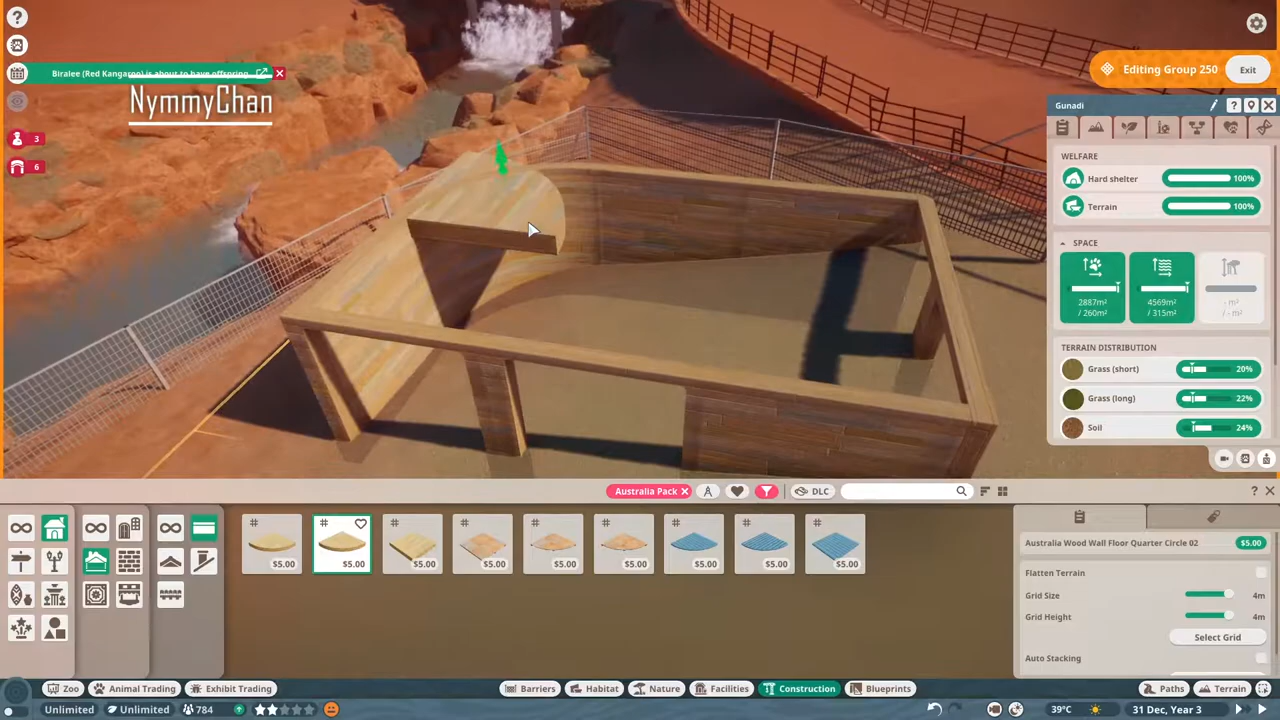 ?
Editing Group 250
Exit
Biralee (Red Kangaroo) is about to have offspring
NymmyChan
3
6
Gunadi
?
WELFARE
Hard shelter 100%
Terrain 100%
SPACE
2887m² / 260m²
4569m² / 315m²
- m² / - m²
TERRAIN DISTRIBUTION
Grass (short) 20%
Grass (long) 22%
Soil 24%
Australia Pack
DLC
?
$5.00 $5.00 $5.00 $5.00 $5.00 $5.00 $5.00 $5.00 $5.00
Australia Wood Wall Floor Quarter Circle 02 $5.00
Flatten Terrain
Grid Size 4m
Grid Height 4m
Select Grid
Auto Stacking
Zoo Animal Trading Exhibit Trading Barriers Habitat Nature Facilities Construction Blueprints Paths Terrain
Unlimited Unlimited 784 39°C 31 Dec, Year 3